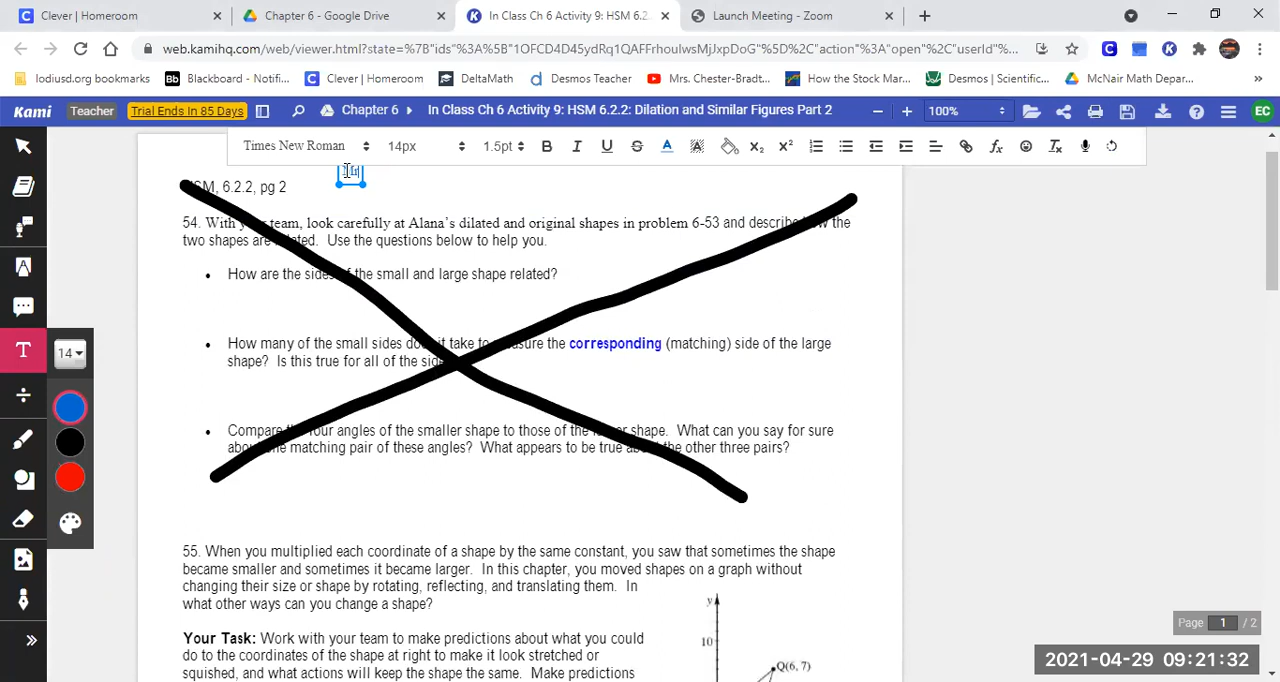 Clever | Homeroom
Chapter 6 - Google Drive
In Class Ch 6 Activity 9: HSM 6.2.
Launch Meeting - Zoom
web.kamihq.com/web/viewer.html?state=%7B"ids"%3A%5B"1OFCD4D45ydRq1QAFFrhoulwsMjJxpDoG"%5D%2C"action"%3A"open"%2C"userId"...
lodiusd.org bookmarks
Blackboard - Notifi...
Clever | Homeroom
DeltaMath
Desmos Teacher
Mrs. Chester-Bradt...
How the Stock Mar...
Desmos | Scientific...
McNair Math Depar...
Kami
Teacher
Trial Ends In 85 Days
Chapter 6
In Class Ch 6 Activity 9: HSM 6.2.2: Dilation and Similar Figures Part 2
100%
EC
Times New Roman
14px
1.5pt
HSM, 6.2.2, pg 2
54. With your team, look carefully at Alana's dilated and original shapes in problem 6-53 and describe how the
two shapes are related. Use the questions below to help you.
• How are the sides of the small and large shape related?
• How many of the small sides does it take to measure the corresponding (matching) side of the large
shape? Is this true for all of the sides
• Compare the four angles of the smaller shape to those of the larger shape. What can you say for sure
about one matching pair of these angles? What appears to be true about the other three pairs?
14
55. When you multiplied each coordinate of a shape by the same constant, you saw that sometimes the shape
became smaller and sometimes it became larger. In this chapter, you moved shapes on a graph without
changing their size or shape by rotating, reflecting, and translating them. In
what other ways can you change a shape?
Your Task: Work with your team to make predictions about what you could
do to the coordinates of the shape at right to make it look stretched or
squished, and what actions will keep the shape the same. Make predictions
y
10
Q(6, 7)
Page 1 / 2
2021-04-29 09:21:32